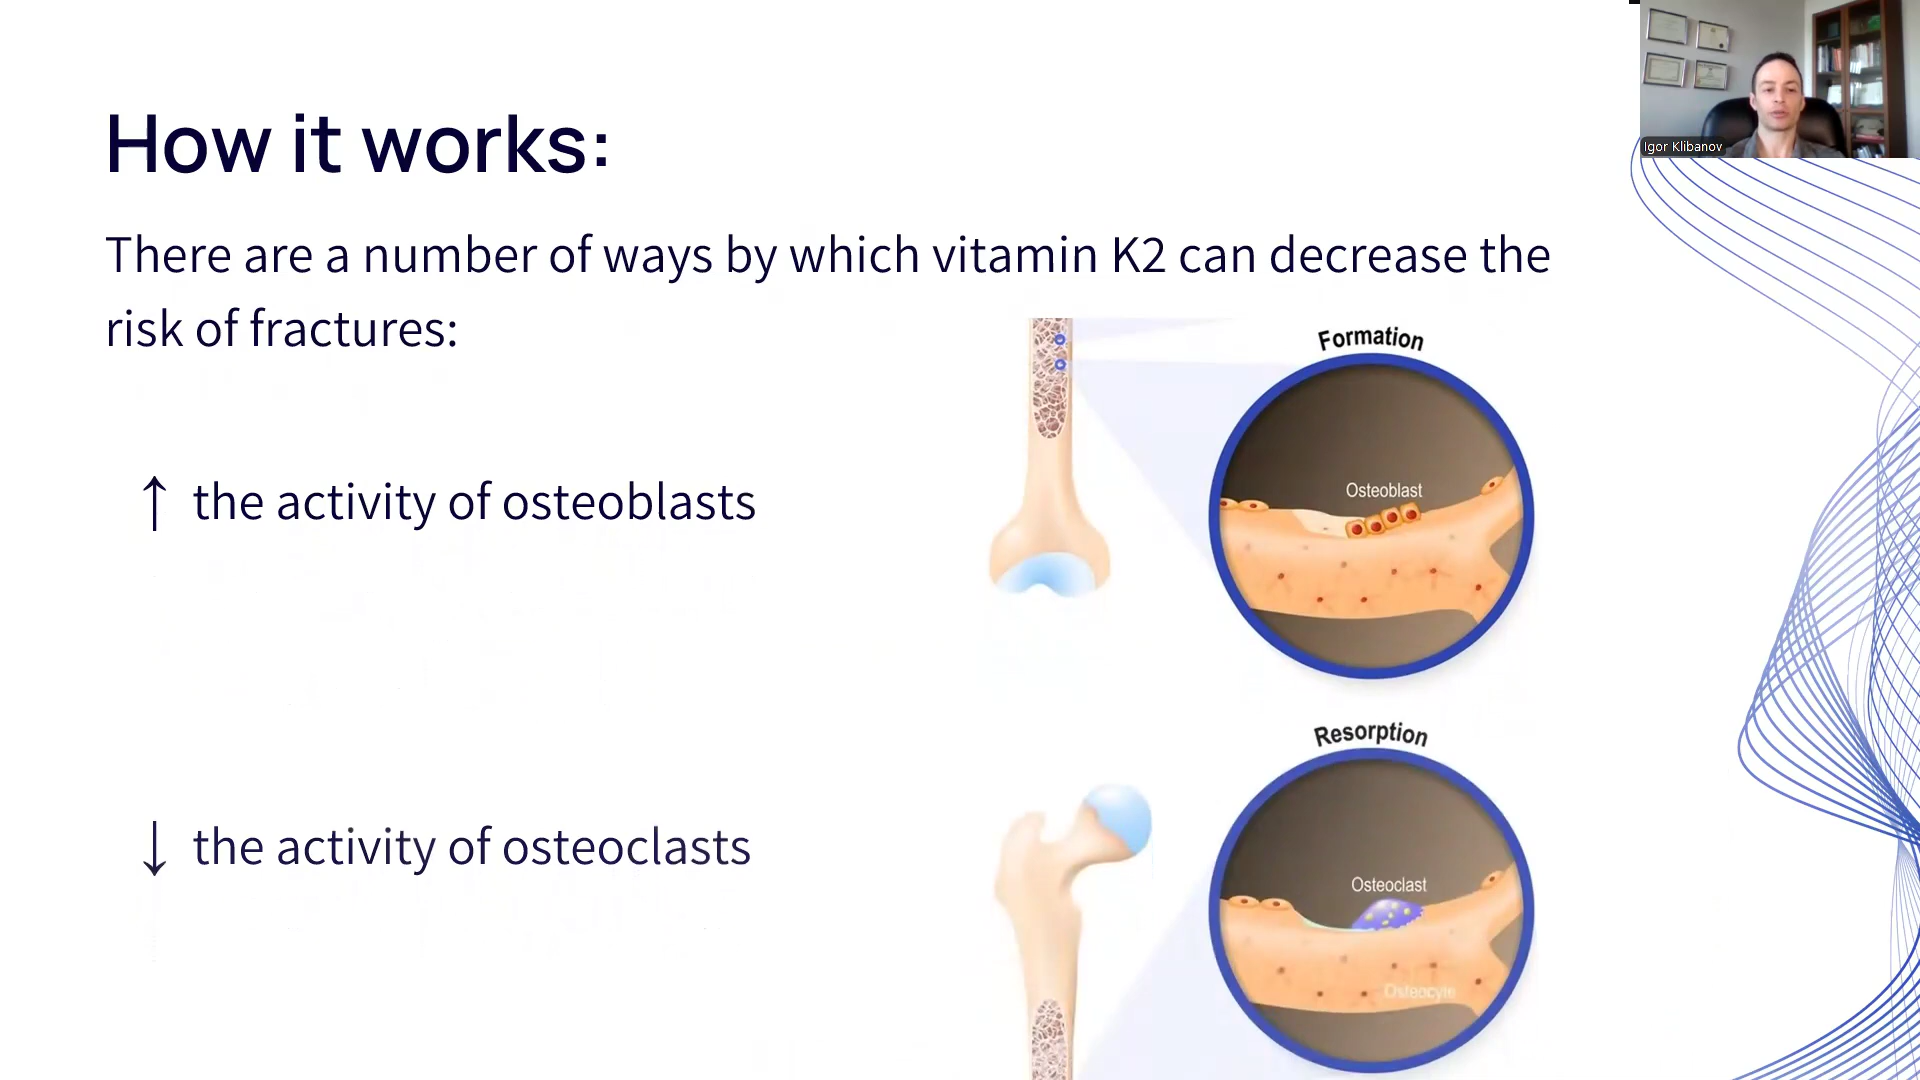 Igor Klibanov
How it works:
There are a number of ways by which vitamin K2 can decrease the
risk of fractures:
Formation
Osteoblast
↑ the activity of osteoblasts
Resorption
↓ the activity of osteoclasts
Osteoclast
Osteocyte